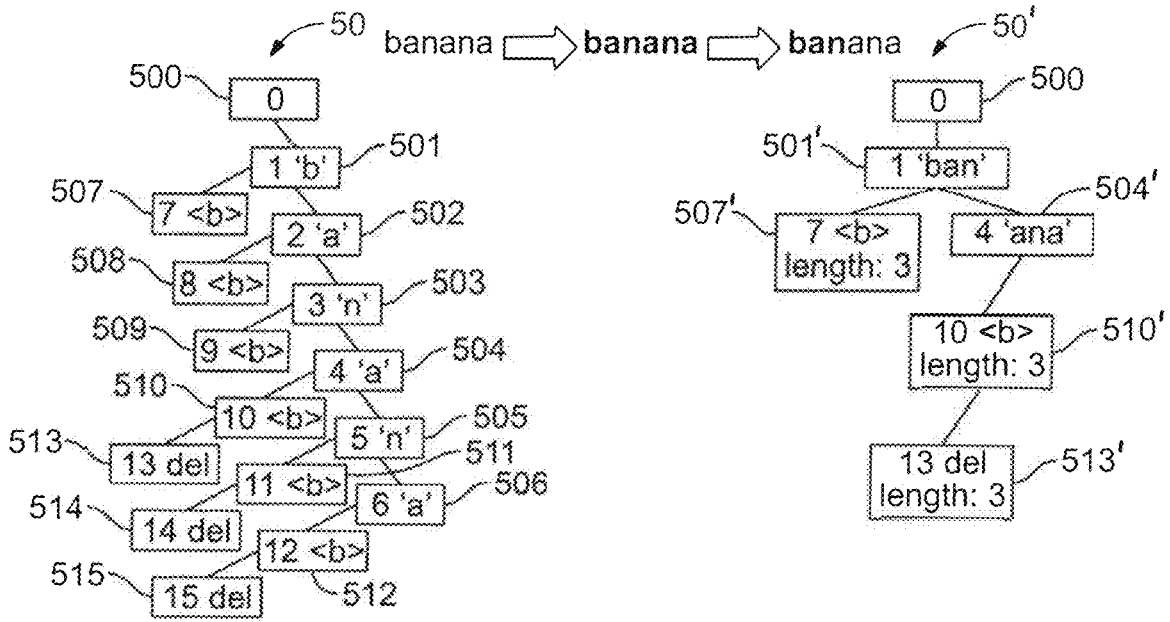 50 banana banana banana 50'
500 0 0 500
1 'b' 501 501' 1 'ban'
507 7 <b> 507' 7 <b> length: 3 504' 4 'ana'
2 'a' 502
508 8 <b>
3 'n' 503
509 9 <b>
4 'a' 504 10 <b> length: 3 510'
510 10 <b>
5 'n' 505
513 13 del 13 del length: 3 513'
11 <b> 511
6 'a' 506
514 14 del
12 <b> 512
515 15 del